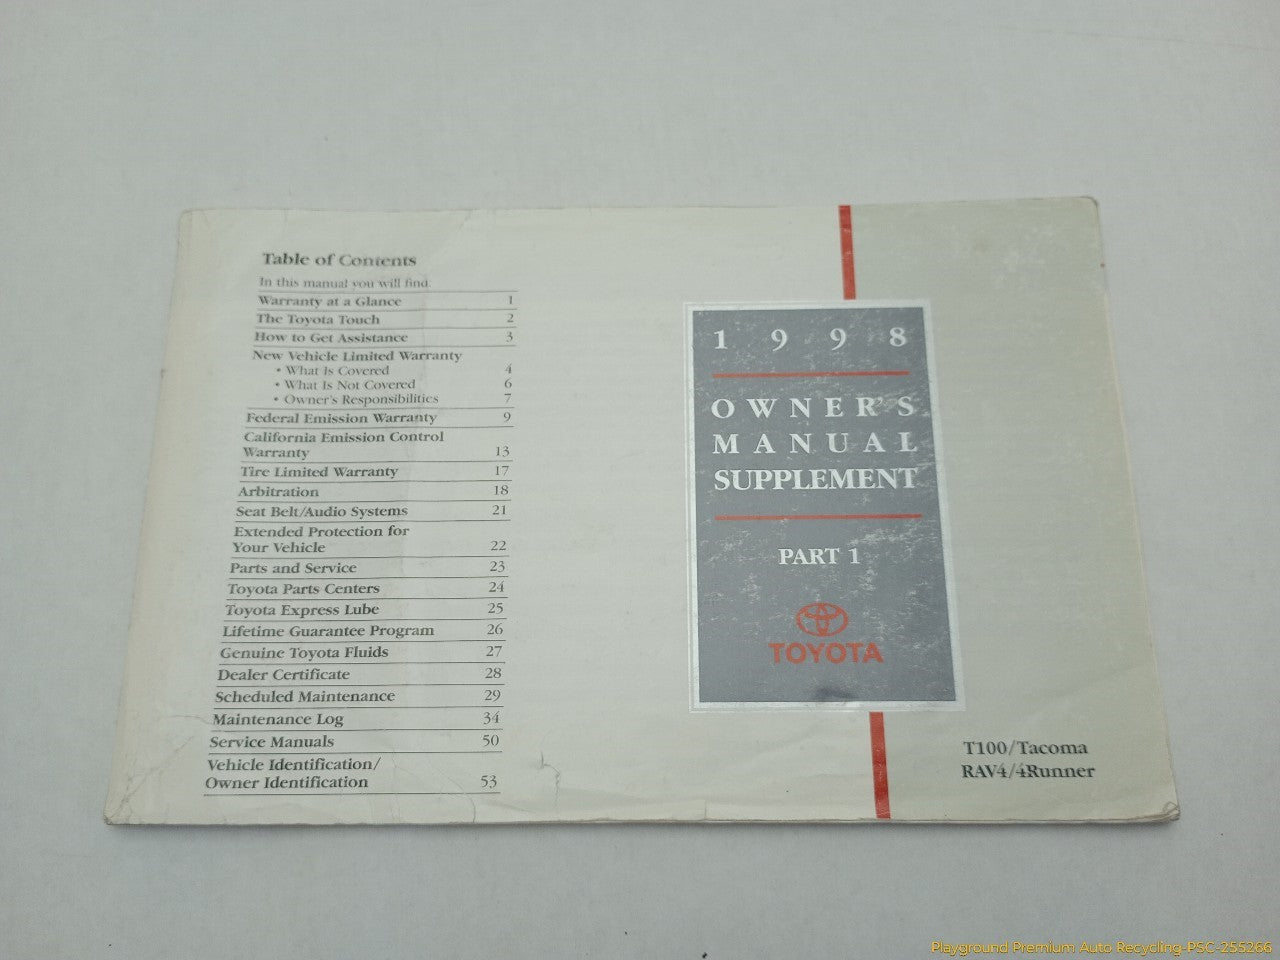 Table of Contents
In this manual you will find:
Warranty at a Glance 1
The Toyota Touch 2
How to Get Assistance 3
New Vehicle Limited Warranty
• What Is Covered 4
• What Is Not Covered 6
• Owner's Responsibilities 7
Federal Emission Warranty 9
California Emission Control
Warranty 13
Tire Limited Warranty 17
Arbitration 18
Seat Belt/Audio Systems 21
Extended Protection for
Your Vehicle 22
Parts and Service 23
Toyota Parts Centers 24
Toyota Express Lube 25
Lifetime Guarantee Program 26
Genuine Toyota Fluids 27
Dealer Certificate 28
Scheduled Maintenance 29
Maintenance Log 34
Service Manuals 50
Vehicle Identification/
Owner Identification 53
1998
OWNER'S
MANUAL
SUPPLEMENT
PART 1
TOYOTA
T100/Tacoma
RAV4/4Runner
Playground Premium Auto Recycling-PSC-255266